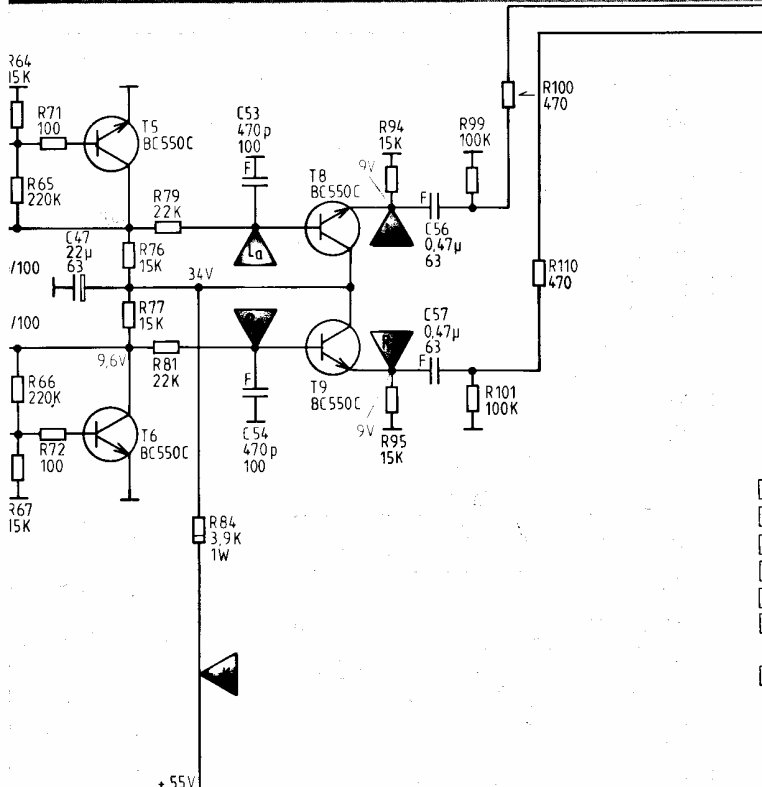 R64
15K
R71
100
T5
BC550C
C53
470p
100
F
R94
15K
R99
100K
R100
470
R65
220K
R79
22K
T8
BC550C
9V
F
C56
0,47µ
63
La
C47
22µ
63
R76
15K
/100
34V
R110
470
R77
15K
/100
C57
0,47µ
63
F
9,6V
R81
22K
R66
220K
F
T9
BC550C
R101
100K
R72
100
T6
BC550C
C54
470p
100
9V
R95
15K
R67
15K
R84
3,9K
1W
+55V